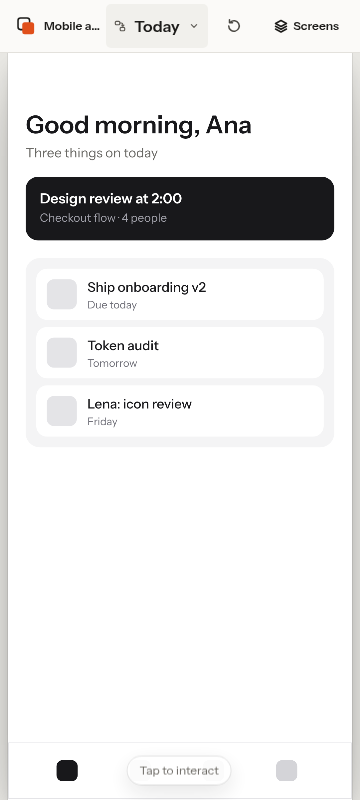 Mobile a...
Today
Screens
Good morning, Ana
Three things on today
Design review at 2:00
Checkout flow · 4 people
Ship onboarding v2
Due today
Token audit
Tomorrow
Lena: icon review
Friday
Tap to interact